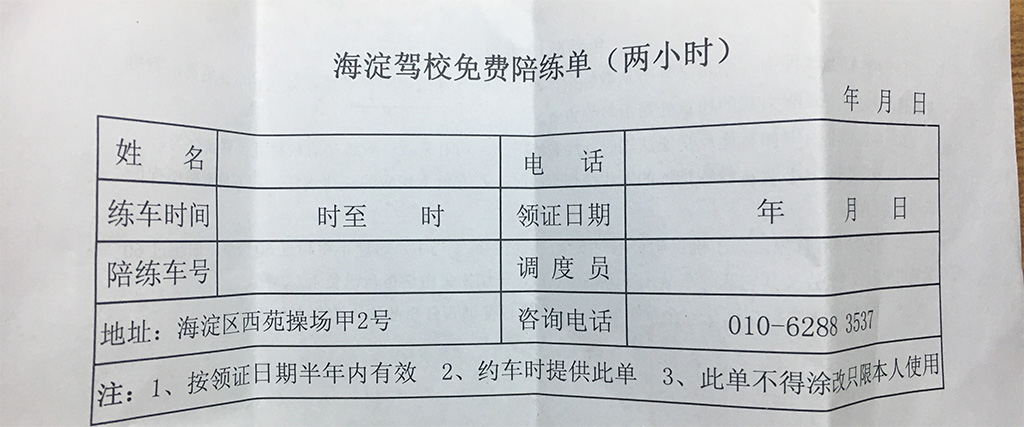 海淀驾校免费陪练单（两小时）
年 月 日
姓 名 电 话
练车时间 时至 时 领证日期 年 月 日
陪练车号 调 度 员
地址：海淀区西苑操场甲2号 咨询电话 010-6288 3537
注：1、按领证日期半年内有效 2、约车时提供此单 3、此单不得涂改只限本人使用